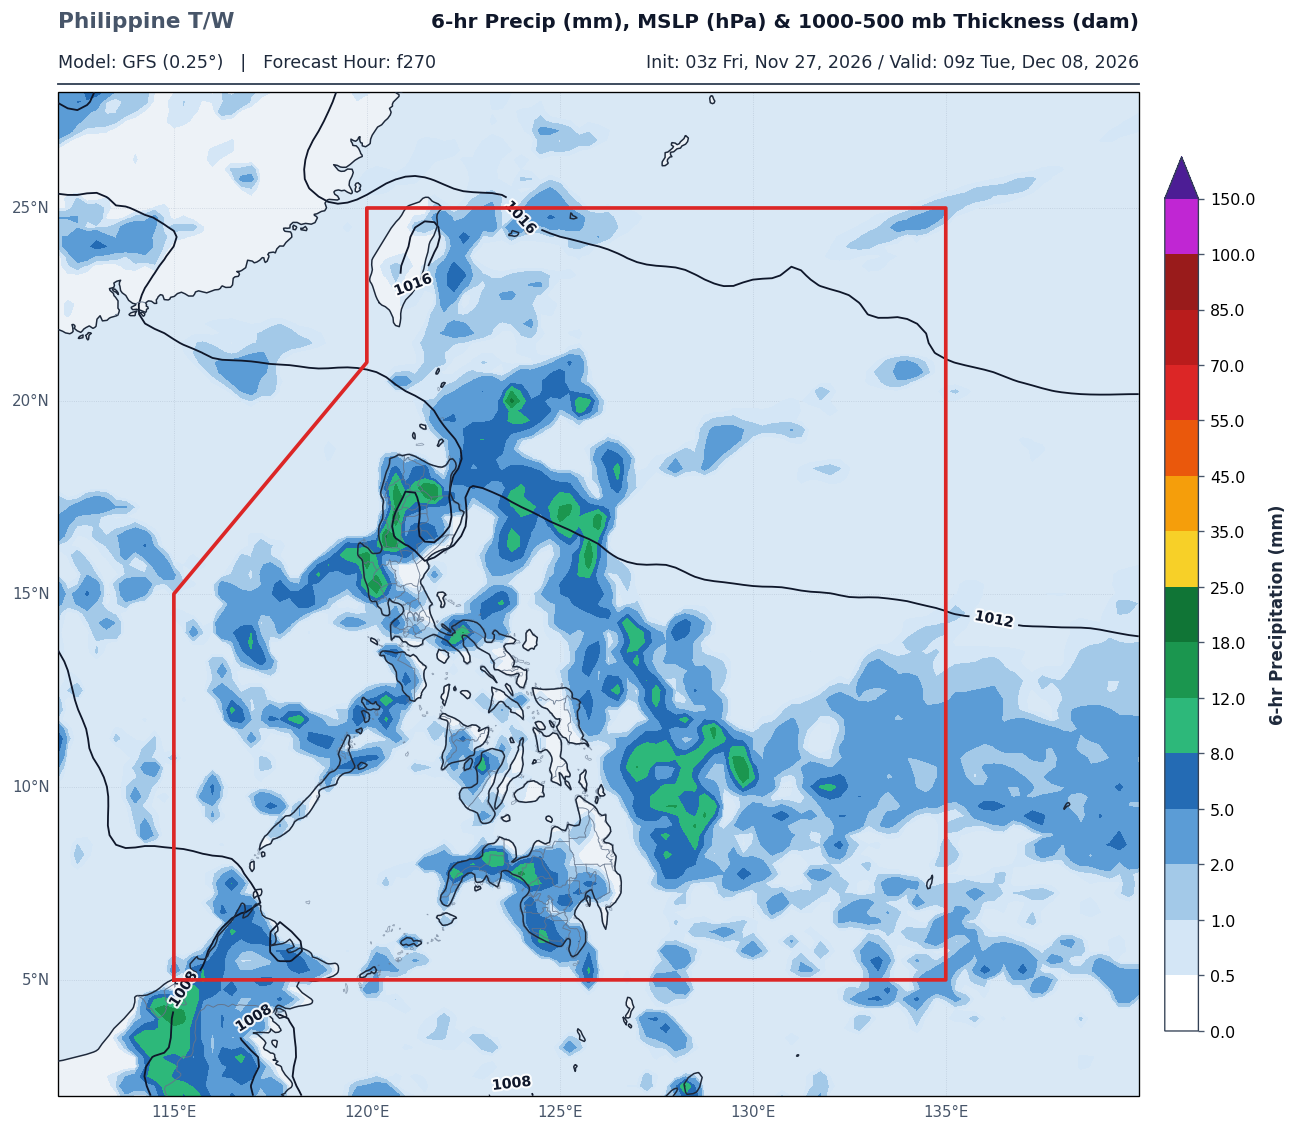 Philippine T/W
6-hr Precip (mm), MSLP (hPa) & 1000-500 mb Thickness (dam)
Model: GFS (0.25°) | Forecast Hour: f270
Init: 03z Fri, Nov 27, 2026 / Valid: 09z Tue, Dec 08, 2026
25°N
20°N
15°N
10°N
5°N
115°E
120°E
125°E
130°E
135°E
1016
1016
1012
1008
1008
1008
150.0
100.0
85.0
70.0
55.0
45.0
35.0
25.0
18.0
12.0
8.0
5.0
2.0
1.0
0.5
0.0
6-hr Precipitation (mm)